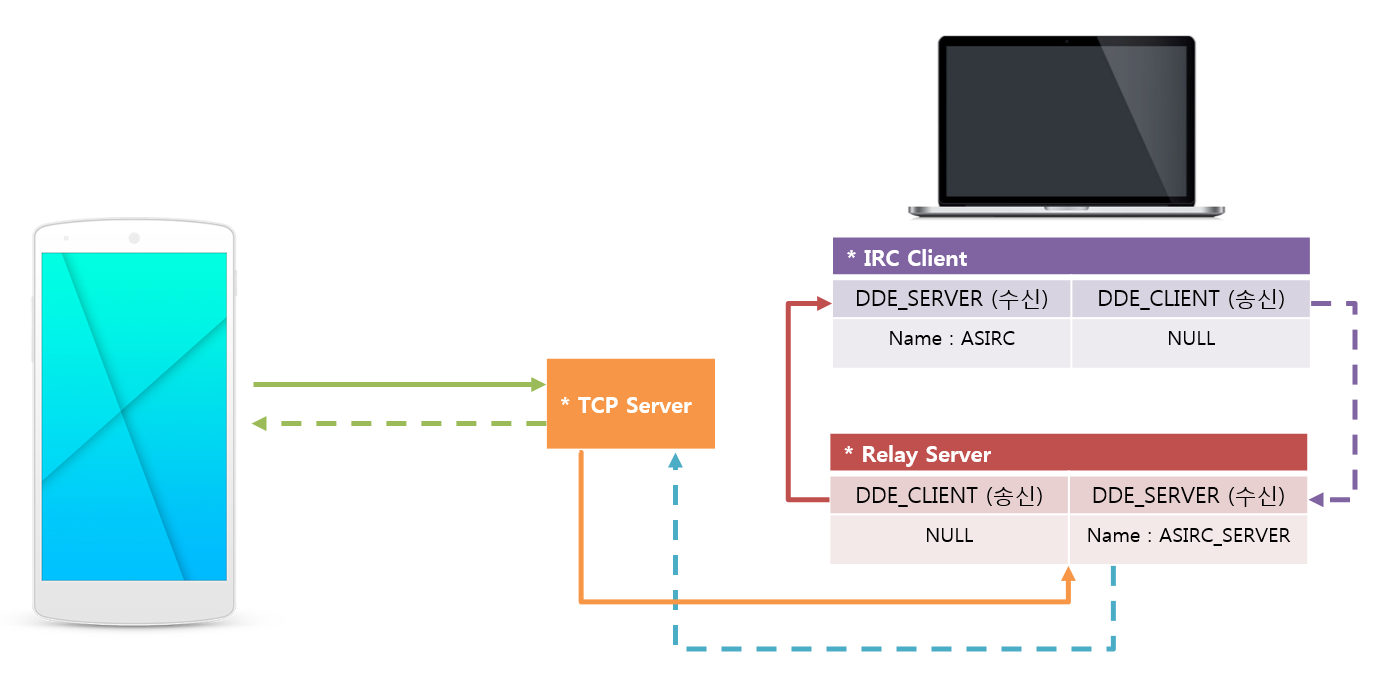 * IRC Client
DDE_SERVER (수신) DDE_CLIENT (송신)
Name : ASIRC NULL
* TCP Server
* Relay Server
DDE_CLIENT (송신) DDE_SERVER (수신)
NULL Name : ASIRC_SERVER